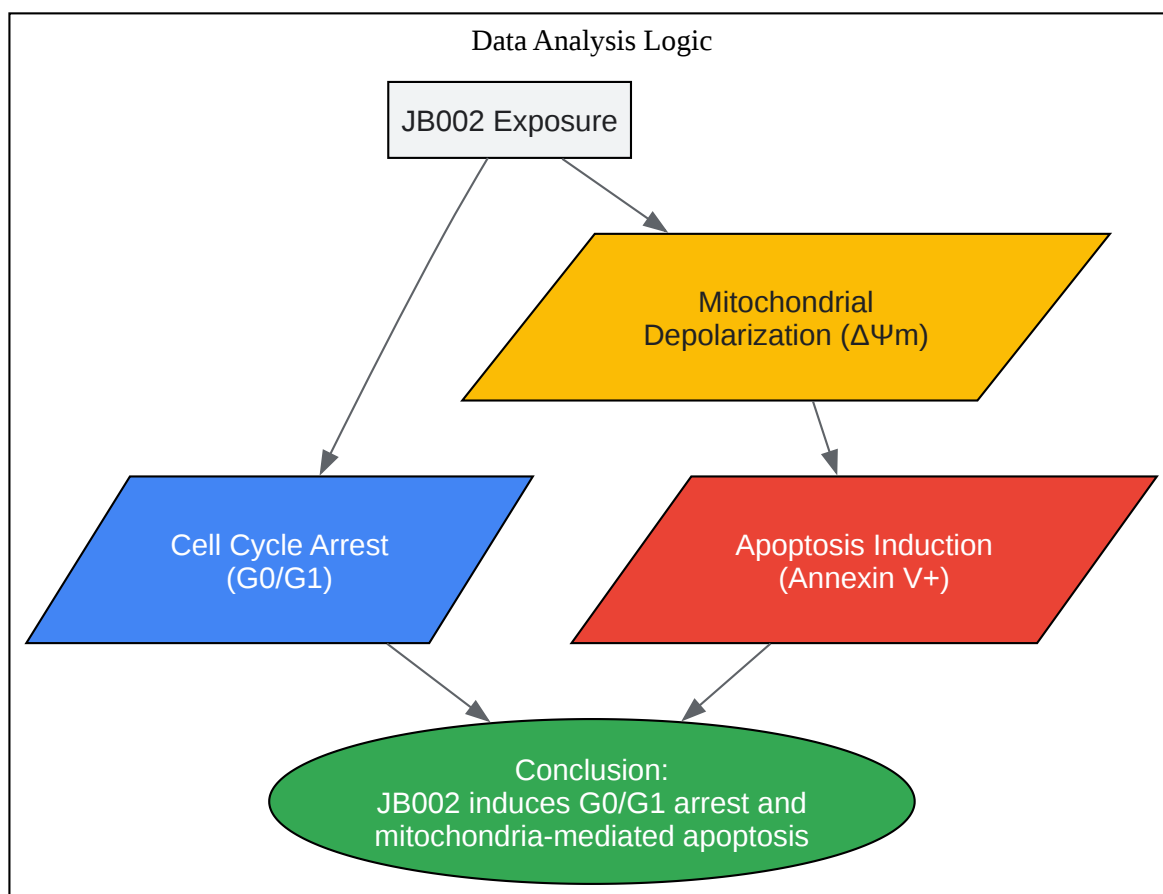 Data Analysis Logic
JB002 Exposure
Mitochondrial
Depolarization (ΔΨm)
Cell Cycle Arrest
(G0/G1)
Apoptosis Induction
(Annexin V+)
Conclusion:
JB002 induces G0/G1 arrest and
mitochondria-mediated apoptosis